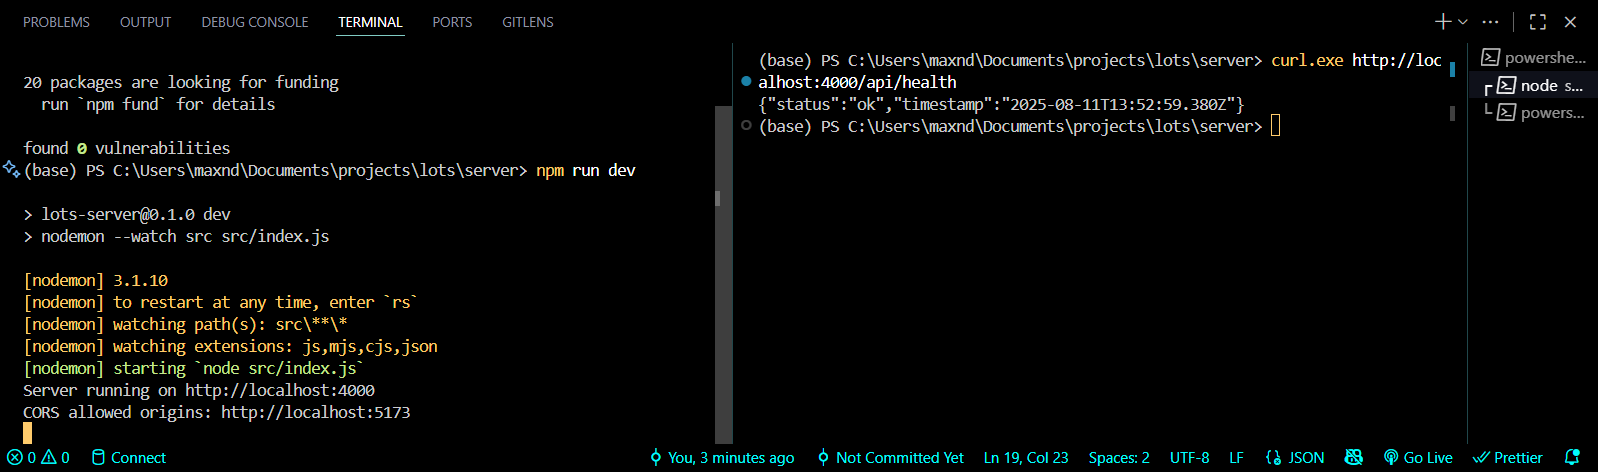 PROBLEMS OUTPUT DEBUG CONSOLE TERMINAL PORTS GITLENS
20 packages are looking for funding
  run `npm fund` for details
found 0 vulnerabilities
(base) PS C:\Users\maxnd\Documents\projects\lots\server> npm run dev
> lots-server@0.1.0 dev
> nodemon --watch src src/index.js
[nodemon] 3.1.10
[nodemon] to restart at any time, enter `rs`
[nodemon] watching path(s): src\**\*
[nodemon] watching extensions: js,mjs,cjs,json
[nodemon] starting `node src/index.js`
Server running on http://localhost:4000
CORS allowed origins: http://localhost:5173
(base) PS C:\Users\maxnd\Documents\projects\lots\server> curl.exe http://loc
alhost:4000/api/health
{"status":"ok","timestamp":"2025-08-11T13:52:59.380Z"}
(base) PS C:\Users\maxnd\Documents\projects\lots\server>
powershe...
node s...
powers...
0 0 Connect You, 3 minutes ago Not Committed Yet Ln 19, Col 23 Spaces: 2 UTF-8 LF JSON Go Live Prettier